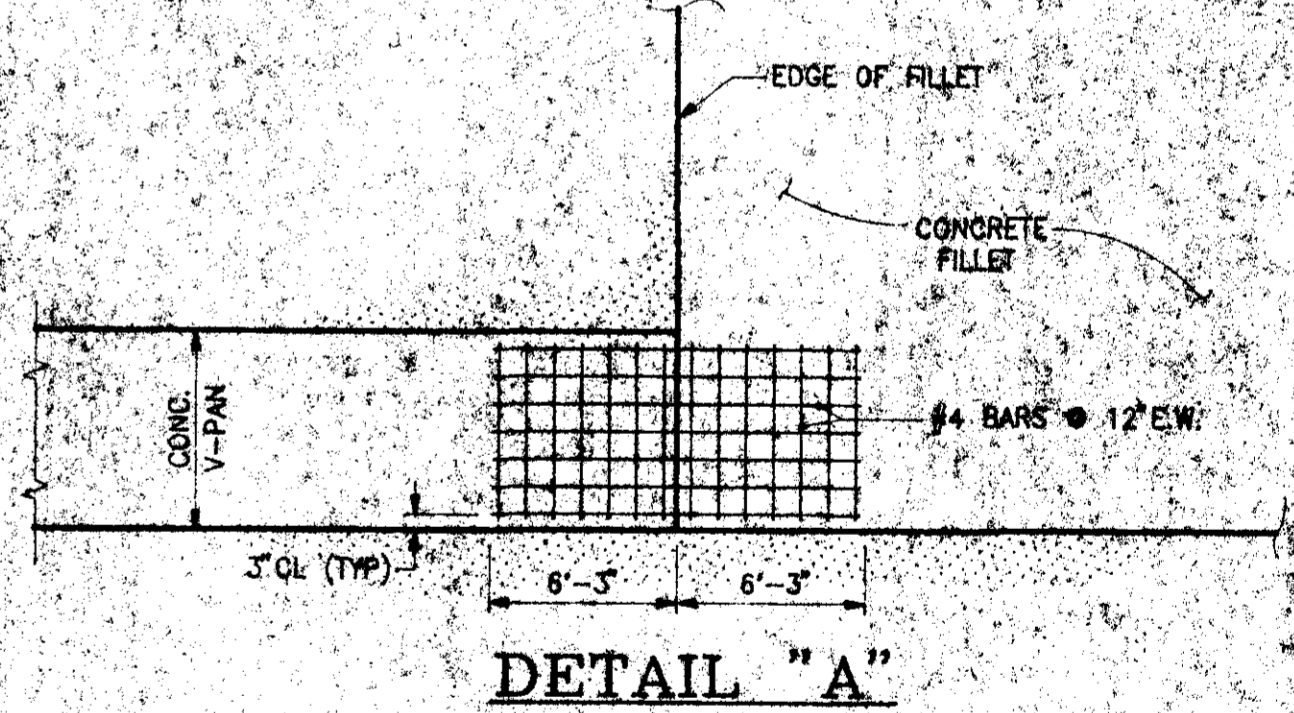 EDGE OF FILLET
CONCRETE
FILLET
CONC.
V-PAN
#4 BARS @ 12" E.W.
3" CL (TYP)
6'-3"
6'-3"
DETAIL "A"